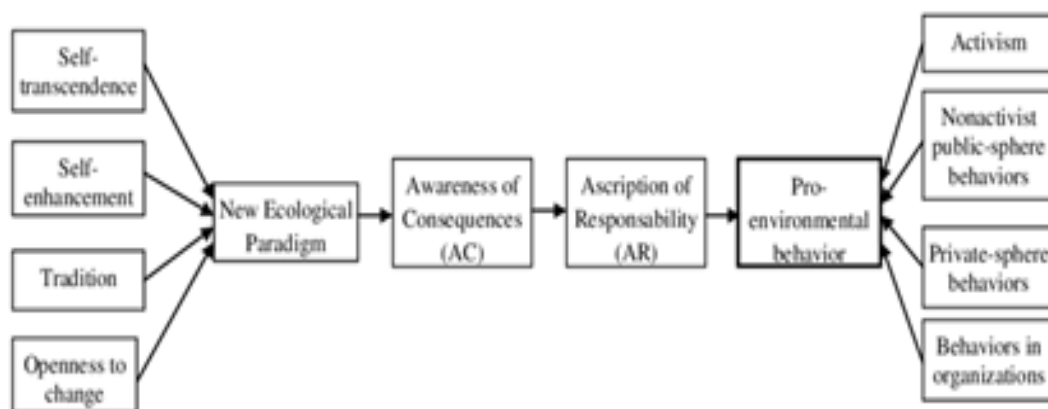 Self-
transcendence
Self-
enhancement
Tradition
Openness to
change
New Ecological
Paradigm
Awareness of
Consequences
(AC)
Ascription of
Responsability
(AR)
Pro-
environmental
behavior
Activism
Nonactivist
public-sphere
behaviors
Private-sphere
behaviors
Behaviors in
organizations